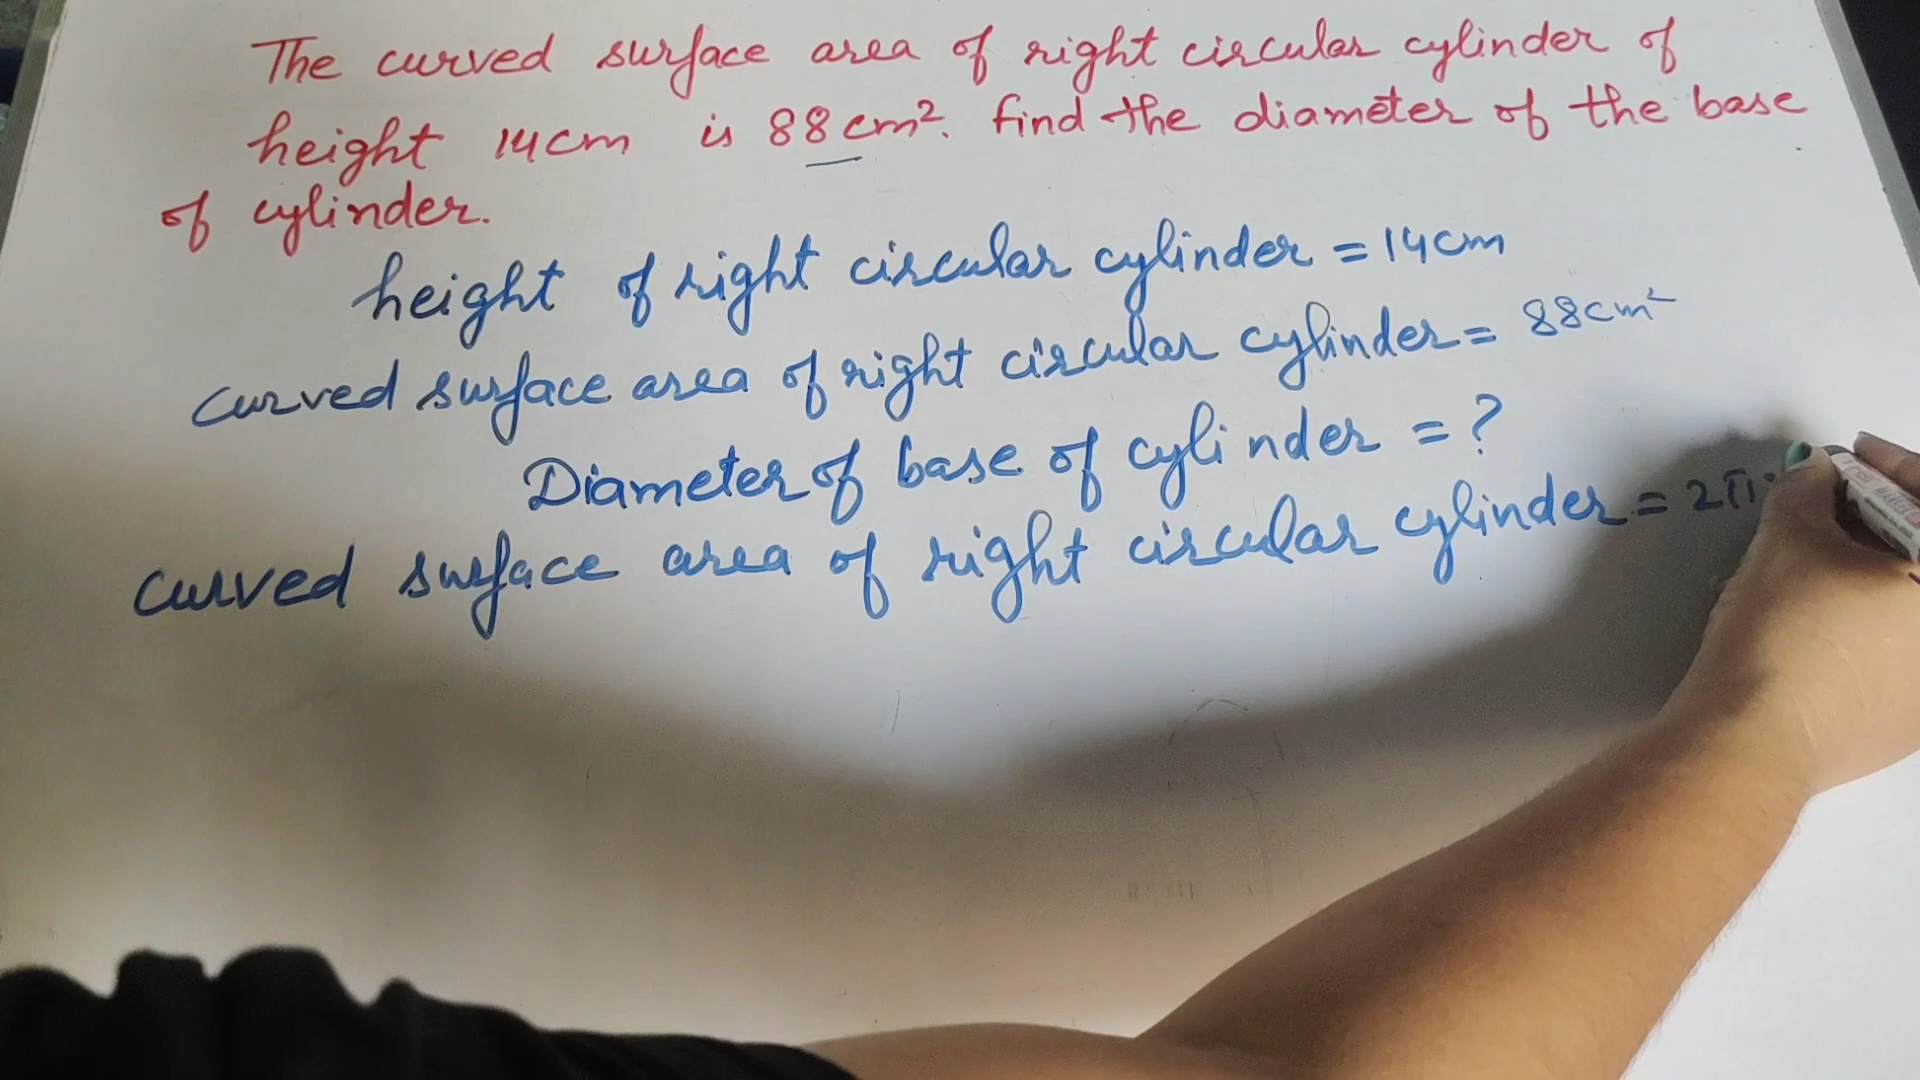 The curved surface area of right circular cylinder of
height 14cm is 88cm². find the diameter of the base
of cylinder.
height of right circular cylinder = 14cm
curved surface area of right circular cylinder = 88cm²
Diameter of base of cylinder = ?
curved surface area of right circular cylinder = 2π